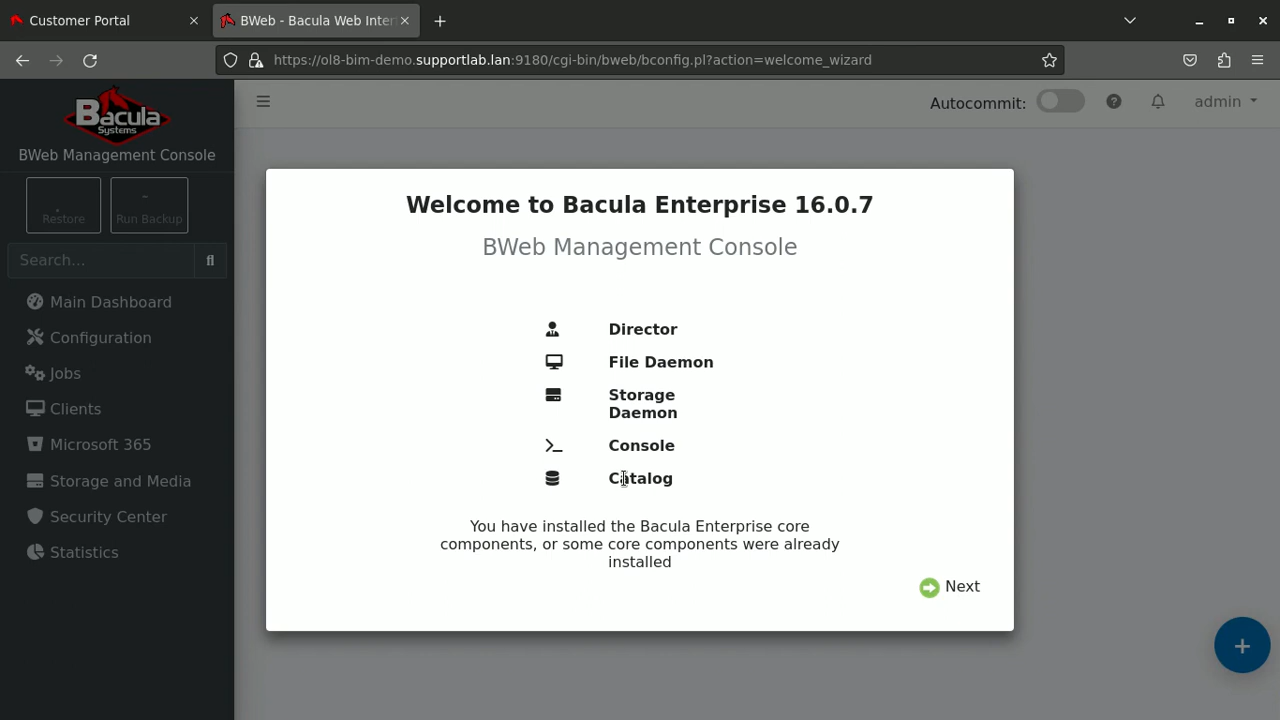 Customer Portal
BWeb - Bacula Web Inter
https://ol8-bim-demo.supportlab.lan:9180/cgi-bin/bweb/bconfig.pl?action=welcome_wizard
Bacula
Systems
BWeb Management Console
Restore
Run Backup
Search...
Main Dashboard
Configuration
Jobs
Clients
Microsoft 365
Storage and Media
Security Center
Statistics
Autocommit:
admin
Welcome to Bacula Enterprise 16.0.7
BWeb Management Console
Director
File Daemon
Storage
Daemon
Console
Catalog
You have installed the Bacula Enterprise core
components, or some core components were already
installed
Next